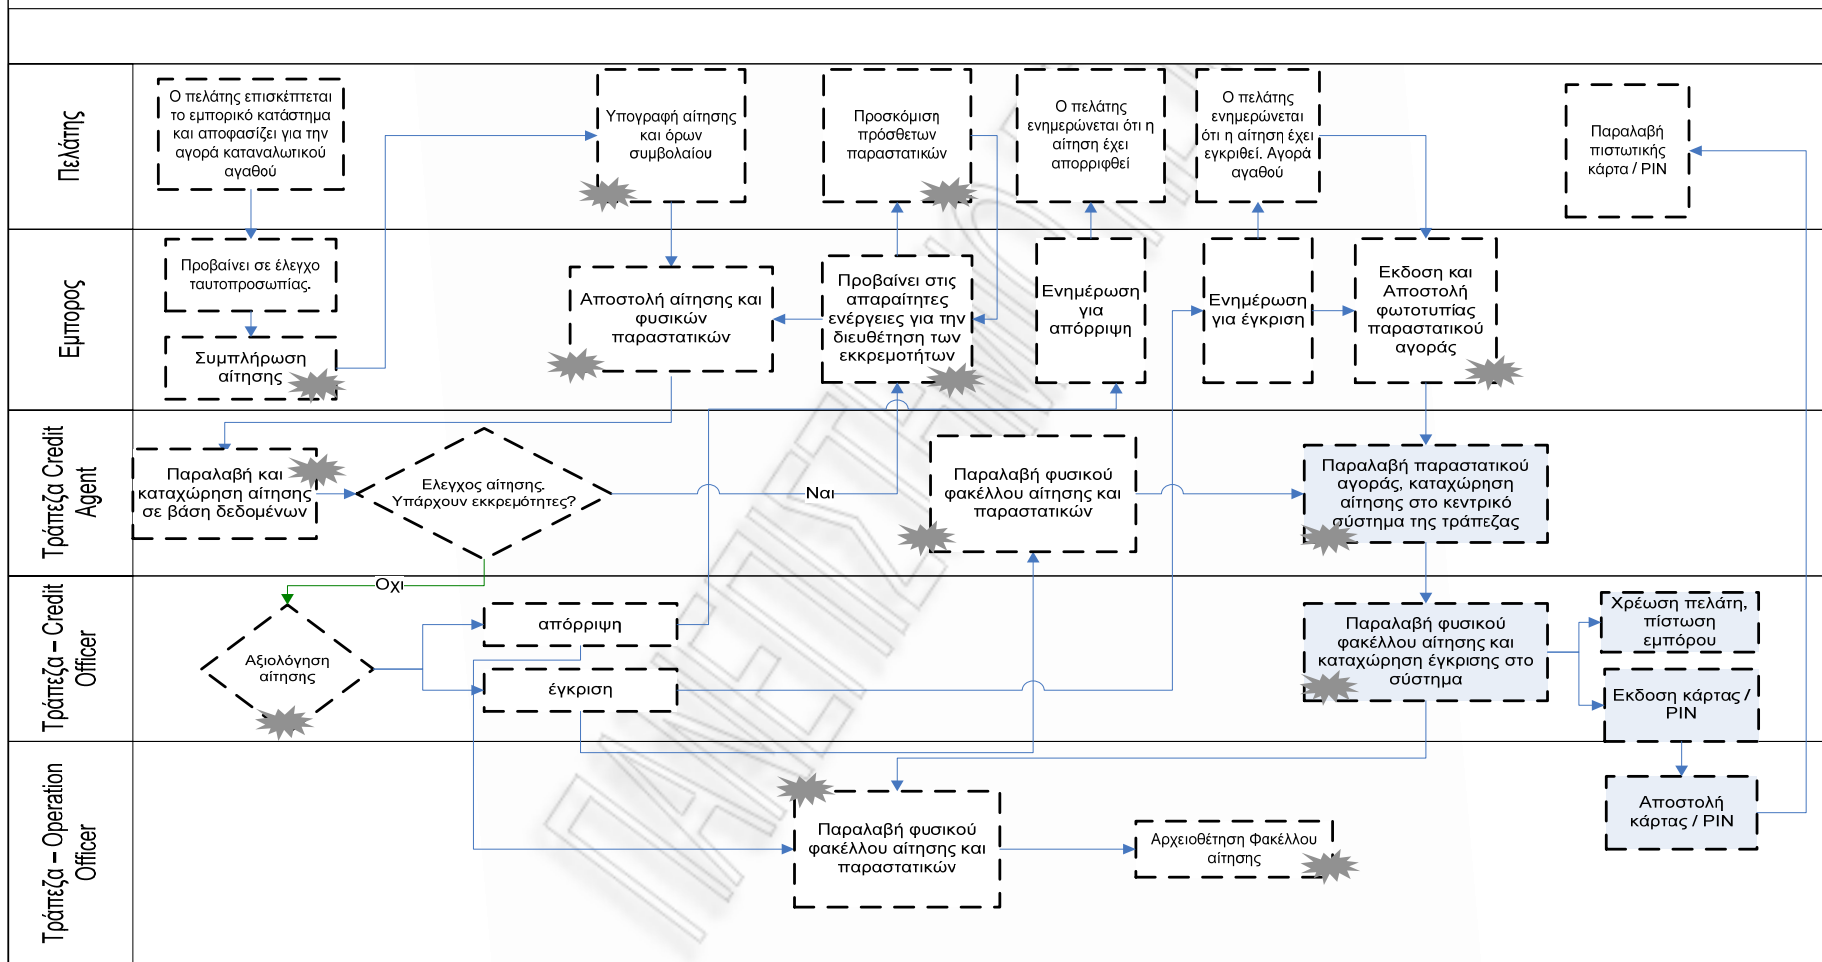 Πελάτης
Ο πελάτης επισκέπτεται
το εμπορικό κατάστημα
και αποφασίζει για την
αγορά καταναλωτικού
αγαθού
Υπογραφή αίτησης
και όρων
συμβολαίου
Προσκόμιση
πρόσθετων
παραστατικών
Ο πελάτης
ενημερώνεται ότι η
αίτηση έχει
απορριφθεί
Ο πελάτης
ενημερώνεται
ότι η αίτηση έχει
εγκριθεί. Αγορά
αγαθού
Παραλαβή
πιστωτικής
κάρτα / PIN
Εμπορος
Προβαίνει σε έλεγχο
ταυτοπροσωπίας.
Συμπλήρωση
αίτησης
Αποστολή αίτησης και
φυσικών
παραστατικών
Προβαίνει στις
απαραίτητες
ενέργειες για την
διευθέτηση των
εκκρεμοτήτων
Ενημέρωση
για
απόρριψη
Ενημέρωση
για έγκριση
Εκδοση και
Αποστολή
φωτοτυπίας
παραστατικού
αγοράς
Τράπεζα Credit
Agent
Παραλαβή και
καταχώρηση αίτησης
σε βάση δεδομένων
Ελεγχος αίτησης.
Υπάρχουν εκκρεμότητες?
Ναι
Παραλαβή φυσικού
φακέλλου αίτησης και
παραστατικών
Παραλαβή παραστατικού
αγοράς, καταχώρηση
αίτησης στο κεντρικό
σύστημα της τράπεζας
Οχι
Τράπεζα – Credit
Officer
Αξιολόγηση
αίτησης
απόρριψη
έγκριση
Παραλαβή φυσικού
φακέλλου αίτησης και
καταχώρηση έγκρισης στο
σύστημα
Χρέωση πελάτη,
πίστωση
εμπόρου
Εκδοση κάρτας /
PIN
Τράπεζα – Operation
Officer
Παραλαβή φυσικού
φακέλλου αίτησης και
παραστατικών
Αρχειοθέτηση Φακέλλου
αίτησης
Αποστολή
κάρτας / PIN